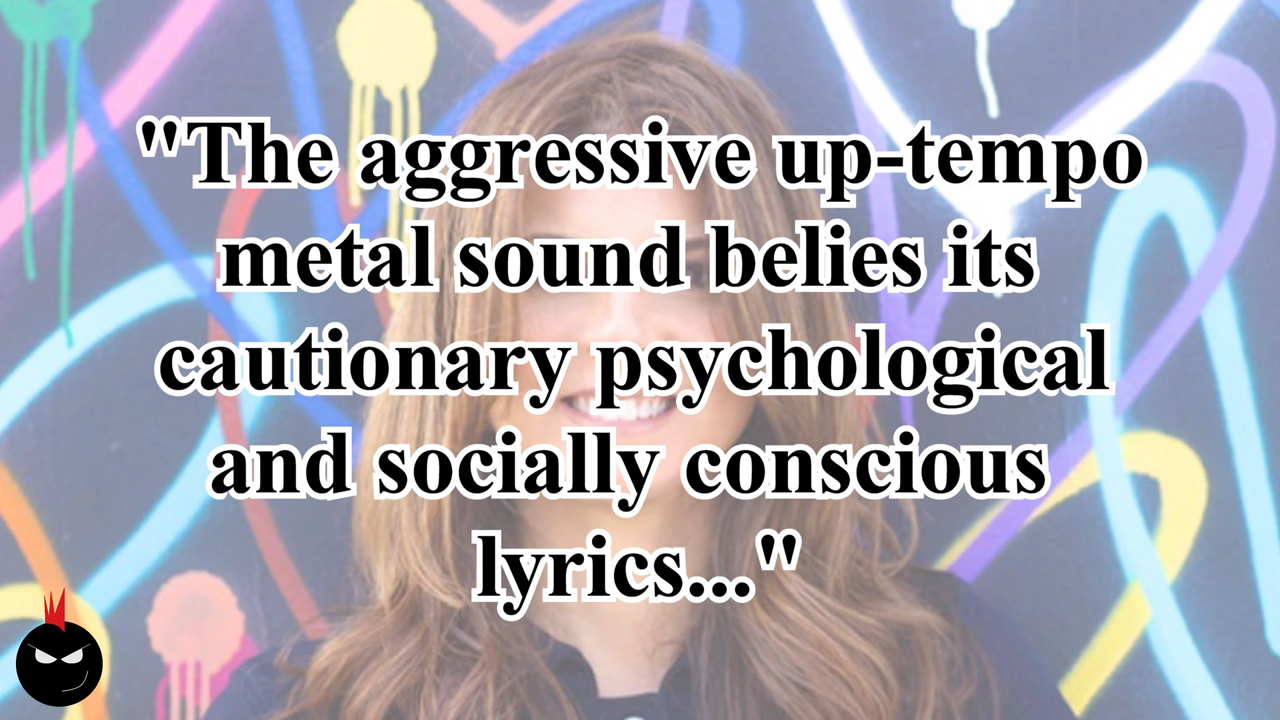 "The aggressive up-tempo
metal sound belies its
cautionary psychological
and socially conscious
lyrics..."